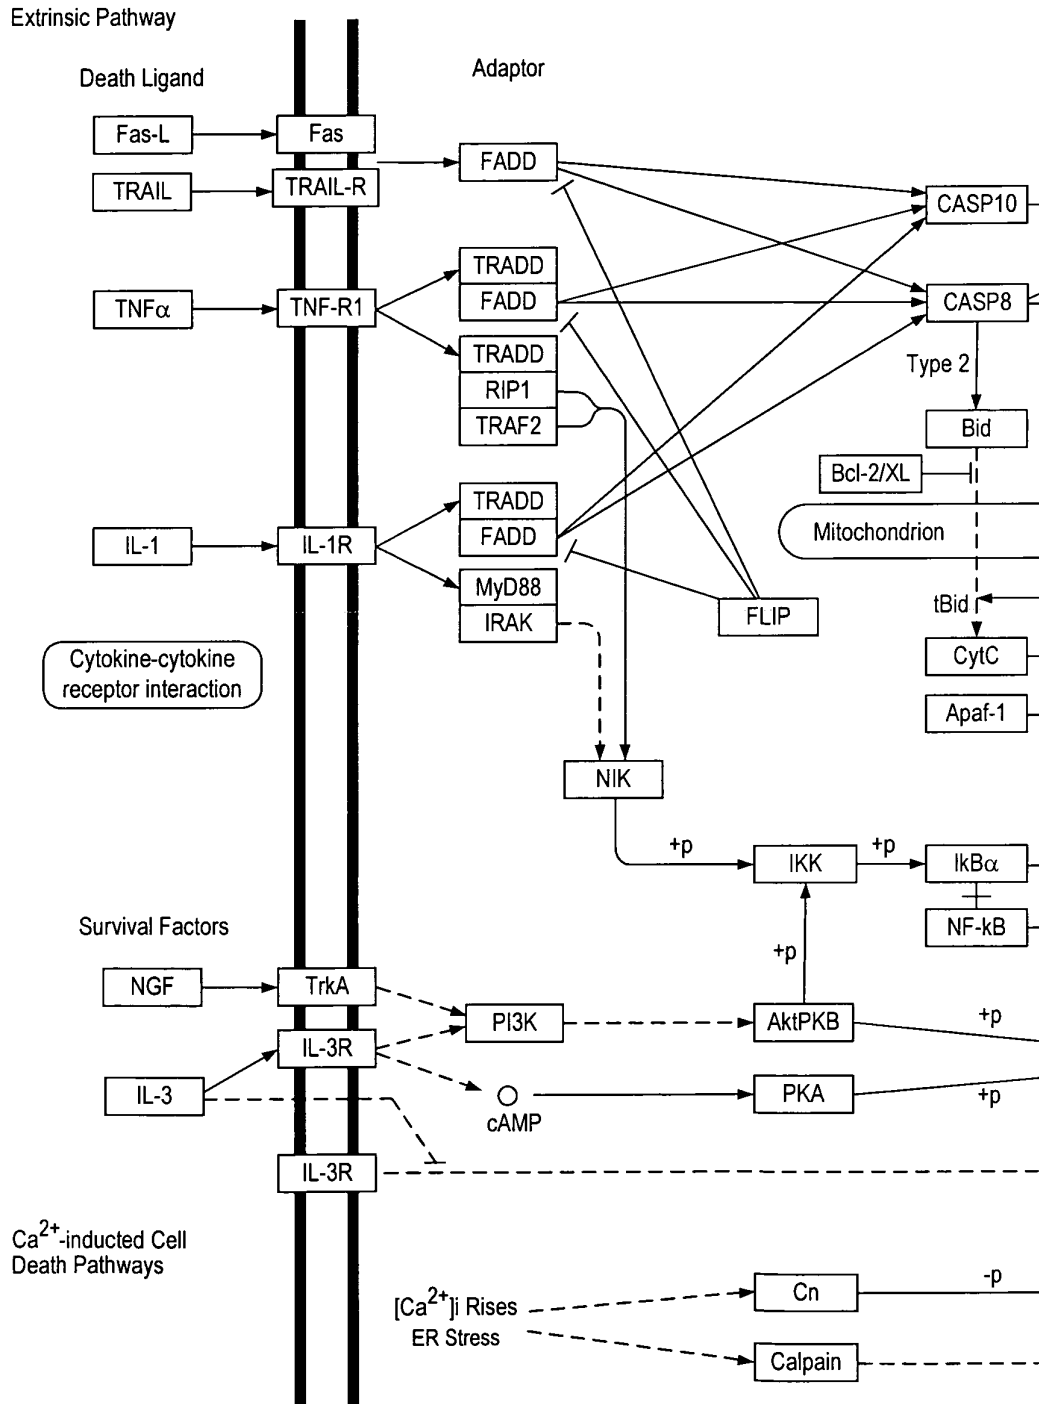 Extrinsic Pathway
Death Ligand
Adaptor
Fas-L
Fas
FADD
TRAIL
TRAIL-R
CASP10
TRADD
TNFα
TNF-R1
FADD
CASP8
TRADD
Type 2
RIP1
TRAF2
Bid
Bcl-2/XL
TRADD
Mitochondrion
IL-1
IL-1R
FADD
MyD88
tBid
IRAK
FLIP
Cytokine-cytokine
receptor interaction
CytC
Apaf-1
NIK
+p
+p
IKK
IkBα
Survival Factors
NF-kB
+p
NGF
TrkA
PI3K
AktPKB
+p
IL-3R
IL-3
cAMP
PKA
+p
IL-3R
Ca2+-inducted Cell
Death Pathways
-p
[Ca2+]i Rises
Cn
ER Stress
Calpain